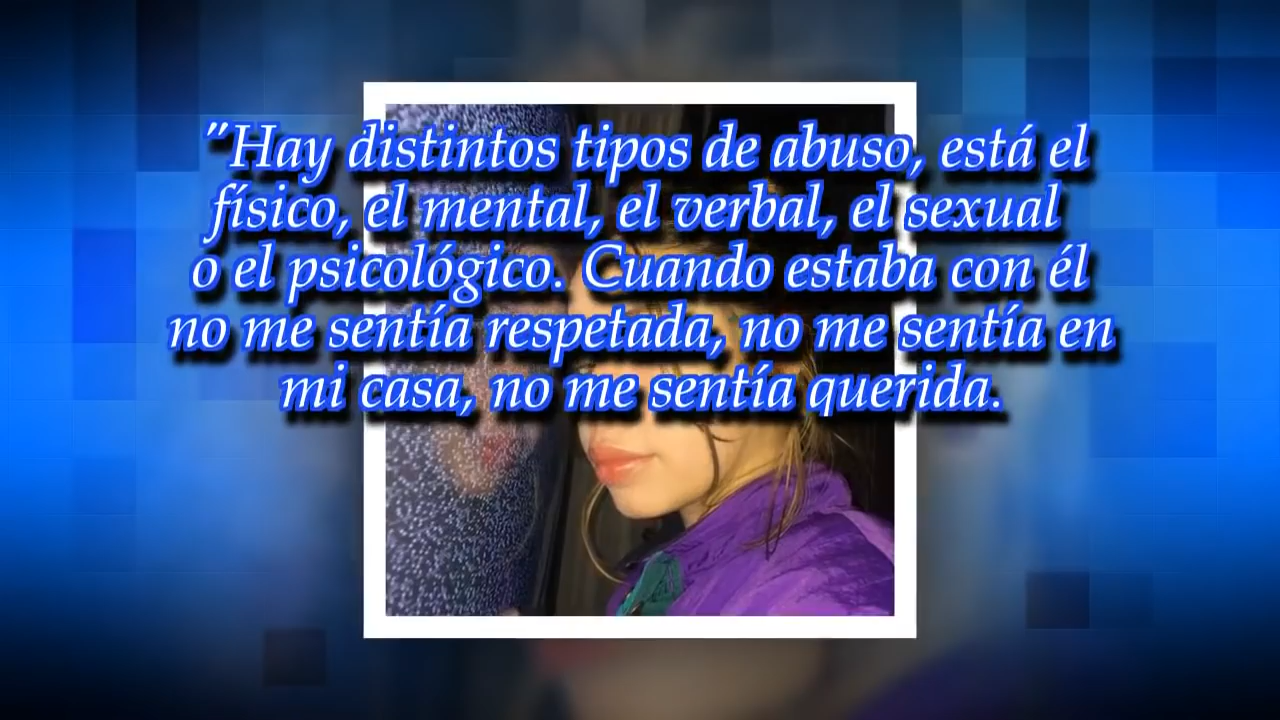 "Hay distintos tipos de abuso, está el
físico, el mental, el verbal, el sexual
o el psicológico. Cuando estaba con él
no me sentía respetada, no me sentía en
mi casa, no me sentía querida.